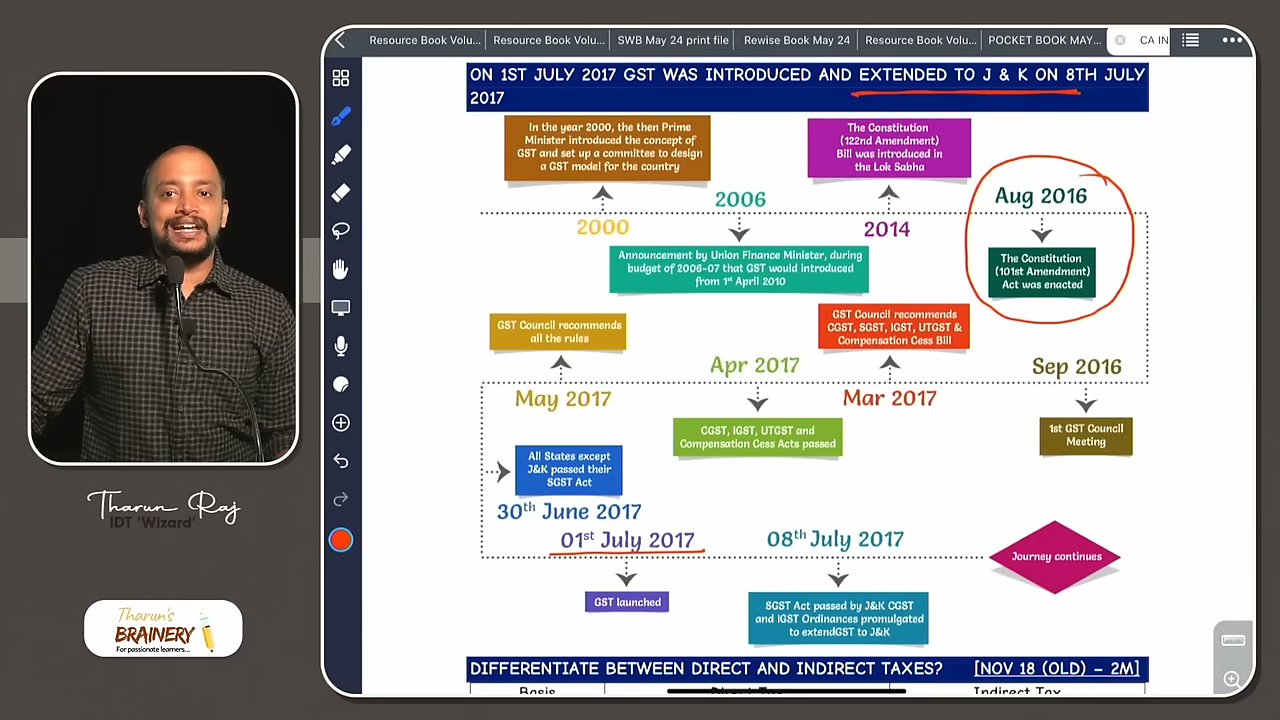 Resource Book Volu...
Resource Book Volu...
SWB May 24 print file
Rewise Book May 24
Resource Book Volu...
POCKET BOOK MAY...
CA IN
ON 1ST JULY 2017 GST WAS INTRODUCED AND EXTENDED TO J & K ON 8TH JULY
2017
In the year 2000, the then Prime
Minister introduced the concept of
GST and set up a committee to design
a GST model for the country
2000
2006
Announcement by Union Finance Minister, during
budget of 2006-07 that GST would introduced
from 1st April 2010
The Constitution
(122nd Amendment)
Bill was introduced in
the Lok Sabha
2014
Aug 2016
The Constitution
(101st Amendment)
Act was enacted
Sep 2016
1st GST Council
Meeting
GST Council recommends
CGST, SGST, IGST, UTGST &
Compensation Cess Bill
Mar 2017
Apr 2017
CGST, IGST, UTGST and
Compensation Cess Acts passed
GST Council recommends
all the rules
May 2017
All States except
J&K passed their
SGST Act
30th June 2017
01st July 2017
GST launched
08th July 2017
SGST Act passed by J&K CGST
and IGST Ordinances promulgated
to extendGST to J&K
Journey continues
DIFFERENTIATE BETWEEN DIRECT AND INDIRECT TAXES? [NOV 18 (OLD) – 2M]
Basis
Indirect Tax
Tharun Raj
IDT 'Wizard'
Tharun's
BRAINERY
For passionate learners...